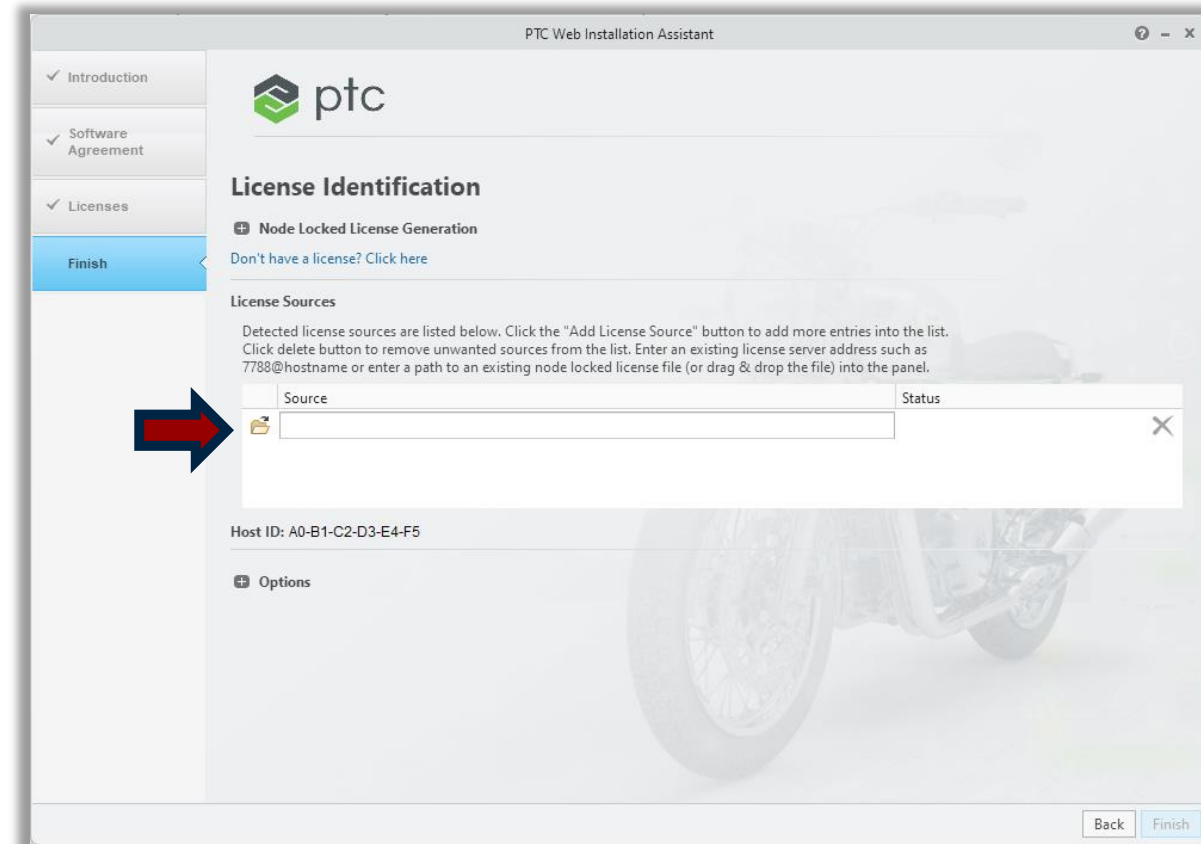 PTC Web Installation Assistant
Introduction
Software
Agreement
Licenses
Finish
ptc
License Identification
Node Locked License Generation
Don't have a license? Click here
License Sources
Detected license sources are listed below. Click the "Add License Source" button to add more entries into the list.
Click delete button to remove unwanted sources from the list. Enter an existing license server address such as
7788@hostname or enter a path to an existing node locked license file (or drag & drop the file) into the panel.
Source Status
Host ID: A0-B1-C2-D3-E4-F5
Options
Back Finish